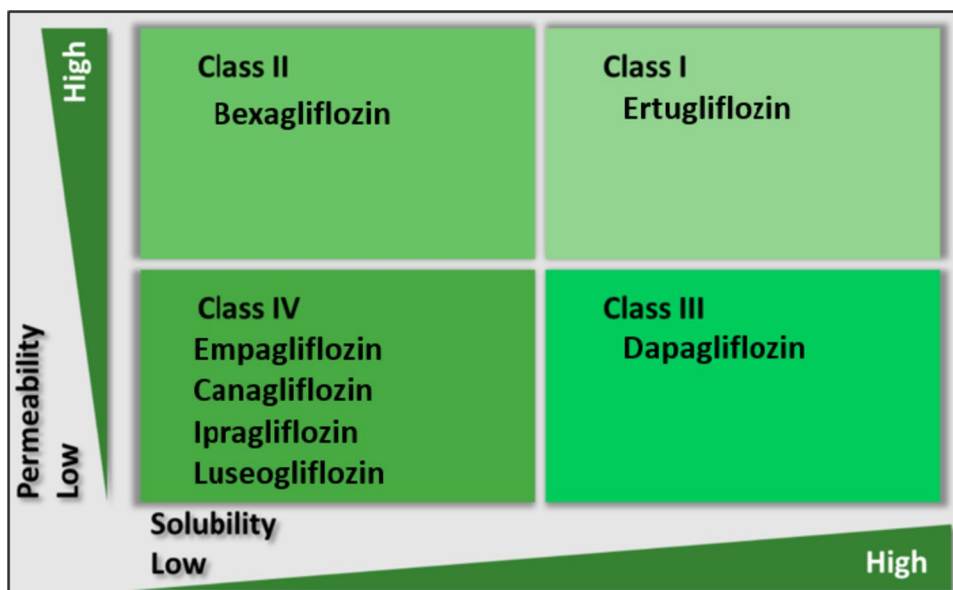 High
Permeability
Low
Class II
Bexagliflozin
Class I
Ertugliflozin
Class IV
Empagliflozin
Canagliflozin
Ipragliflozin
Luseogliflozin
Class III
Dapagliflozin
Solubility
Low
High